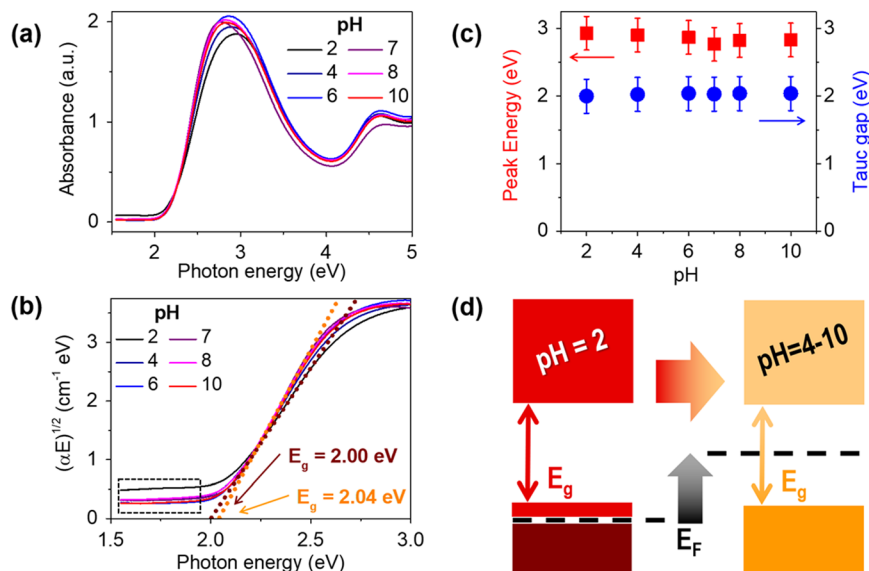 (a)
pH
2 7
4 8
6 10
Absorbance (a.u.)
2
1
0
2 3 4 5
Photon energy (eV)
(b)
pH
2 7
4 8
6 10
(αE)^1/2 (cm^-1 eV)
3
2
1
0
E_g = 2.00 eV
E_g = 2.04 eV
1.5 2.0 2.5 3.0
Photon energy (eV)
(c)
Peak Energy (eV)
3
2
1
0
3
2
1
0
Tauc gap (eV)
2 4 6 7 8 10
pH
(d)
pH = 2
pH=4-10
E_g
E_g
E_F